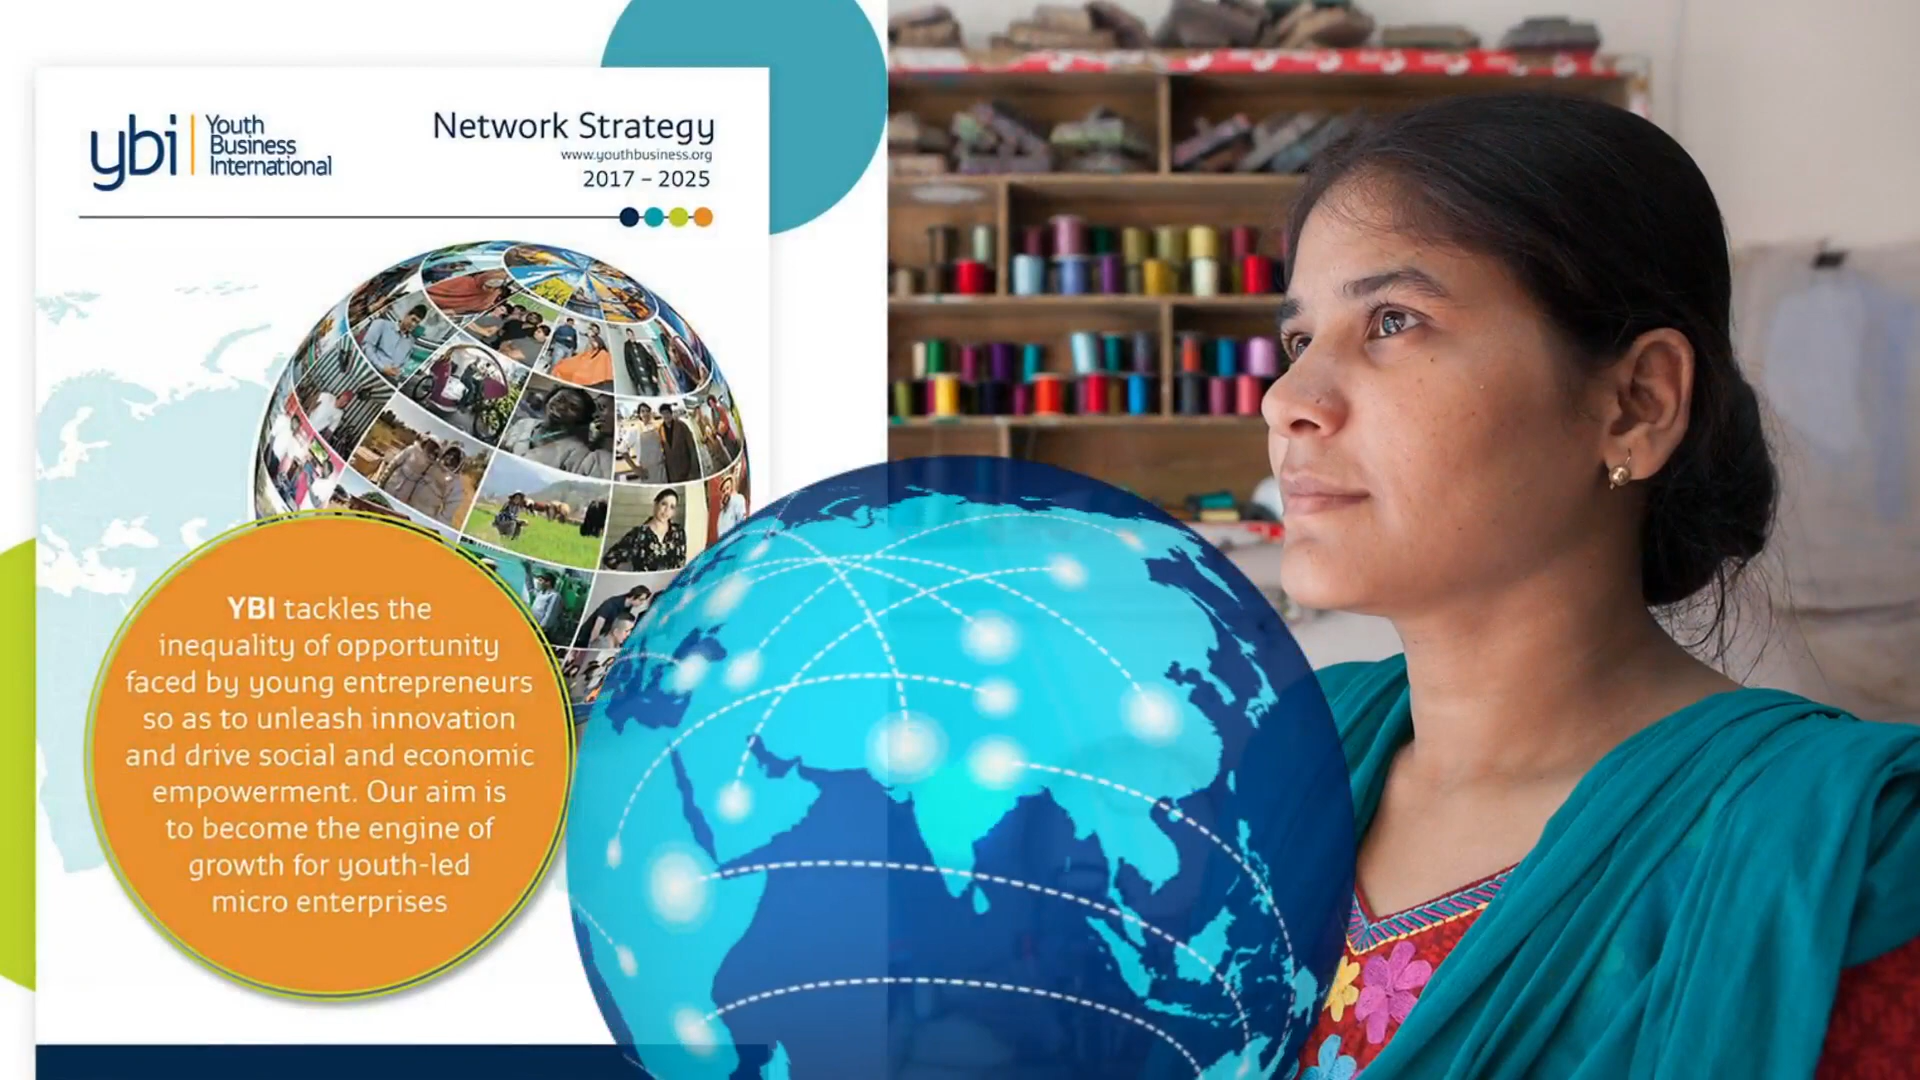 ybi
Youth
Business
International
Network Strategy
www.youthbusiness.org
2017 – 2025
YBI tackles the
inequality of opportunity
faced by young entrepreneurs
so as to unleash innovation
and drive social and economic
empowerment. Our aim is
to become the engine of
growth for youth-led
micro enterprises